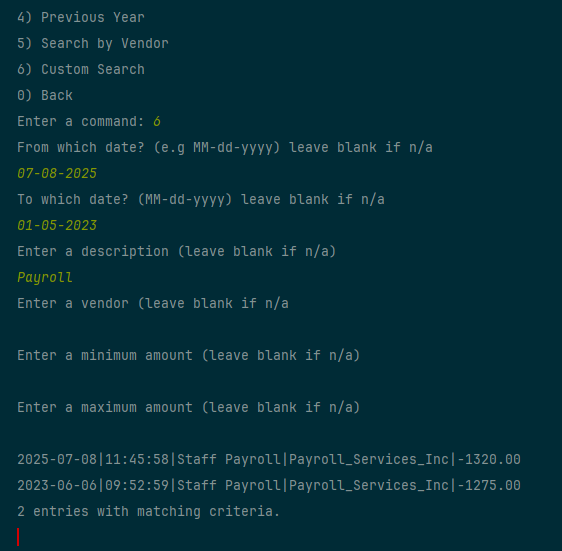 4) Previous Year
5) Search by Vendor
6) Custom Search
0) Back
Enter a command: 6
From which date? (e.g MM-dd-yyyy) leave blank if n/a
07-08-2025
To which date? (MM-dd-yyyy) leave blank if n/a
01-05-2023
Enter a description (leave blank if n/a)
Payroll
Enter a vendor (leave blank if n/a
Enter a minimum amount (leave blank if n/a)
Enter a maximum amount (leave blank if n/a)
2025-07-08|11:45:58|Staff Payroll|Payroll_Services_Inc|-1320.00
2023-06-06|09:52:59|Staff Payroll|Payroll_Services_Inc|-1275.00
2 entries with matching criteria.